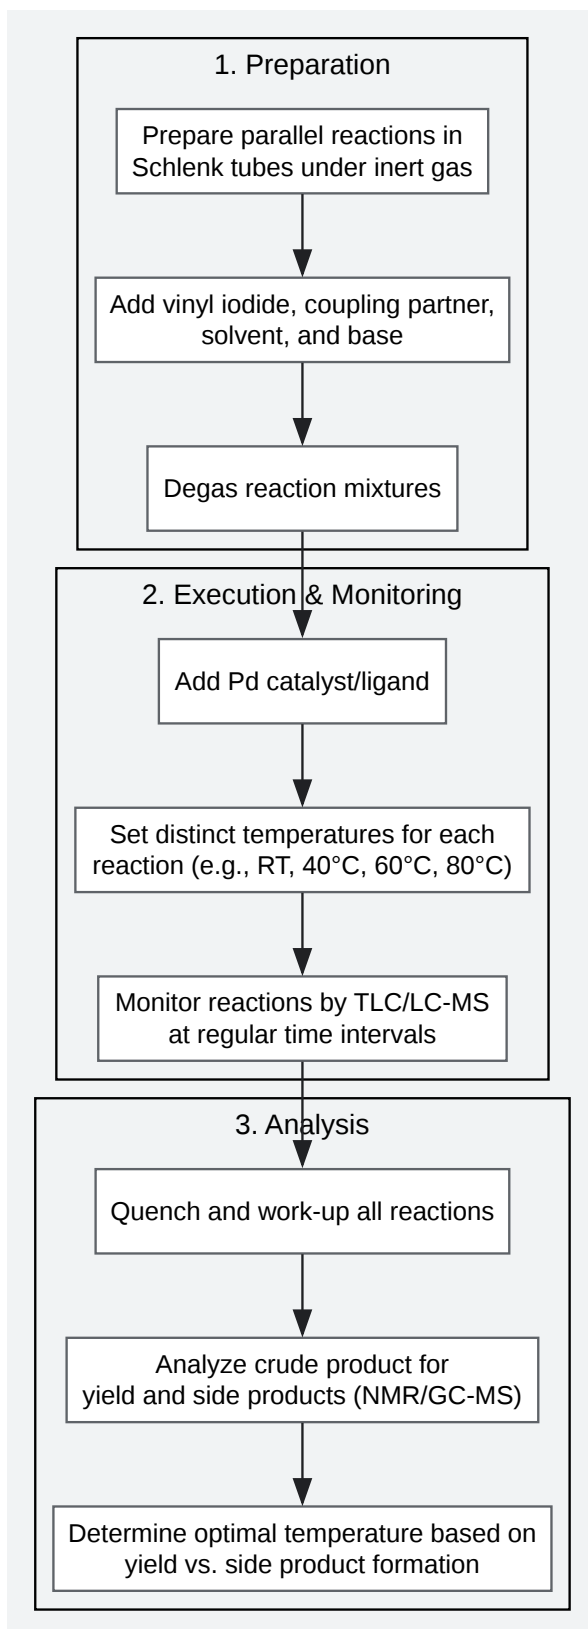 1. Preparation
Prepare parallel reactions in
Schlenk tubes under inert gas
Add vinyl iodide, coupling partner,
solvent, and base
Degas reaction mixtures
2. Execution & Monitoring
Add Pd catalyst/ligand
Set distinct temperatures for each
reaction (e.g., RT, 40°C, 60°C, 80°C)
Monitor reactions by TLC/LC-MS
at regular time intervals
3. Analysis
Quench and work-up all reactions
Analyze crude product for
yield and side products (NMR/GC-MS)
Determine optimal temperature based on
yield vs. side product formation